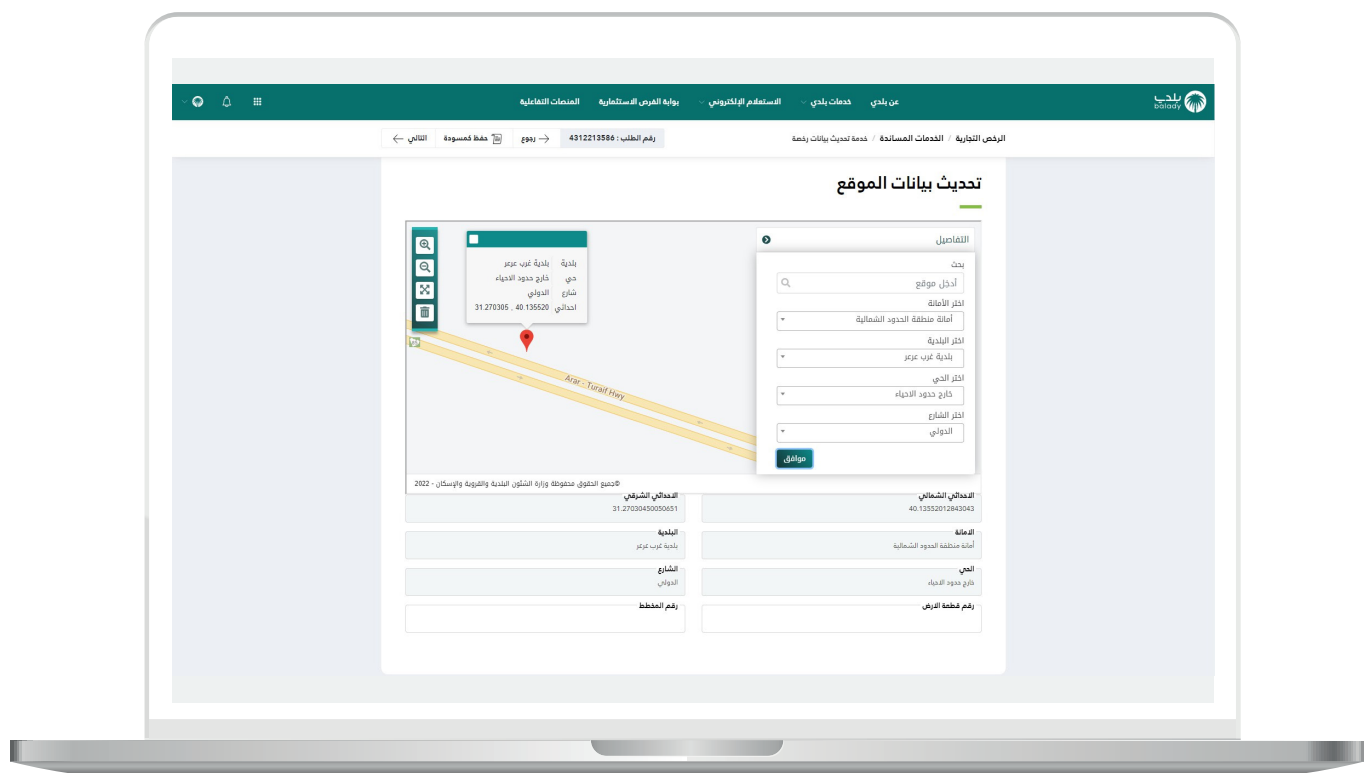 بلدي
balady
عن بلدي
خدمات بلدي
الاستعلام الإلكتروني
بوابة الفرص الاستثمارية
المنصات التفاعلية
الرخص التجارية / الخدمات المساندة / خدمة تحديث بيانات رخصة
رقم الطلب : 4312213586
رجوع
حفظ كمسودة
التالي
تحديث بيانات الموقع
التفاصيل
بحث
أدخل موقع
اختر الأمانة
أمانة منطقة الحدود الشمالية
اختر البلدية
بلدية غرب عرعر
اختر الحي
خارج حدود الاحياء
اختر الشارع
الدولي
موافق
بلدية بلدية غرب عرعر
حي خارج حدود الاحياء
شارع الدولي
احداثي 31.270305 , 40.135520
Arar - Turaif Hwy
©جميع الحقوق محفوظة وزارة الشئون البلدية والقروية والإسكان - 2022
الاحداثي الشمالي
40.13552012843043
الاحداثي الشرقي
31.27030450050651
الامانة
أمانة منطقة الحدود الشمالية
البلدية
بلدية غرب عرعر
الحي
خارج حدود الاحياء
الشارع
الدولي
رقم قطعة الارض
رقم المخطط